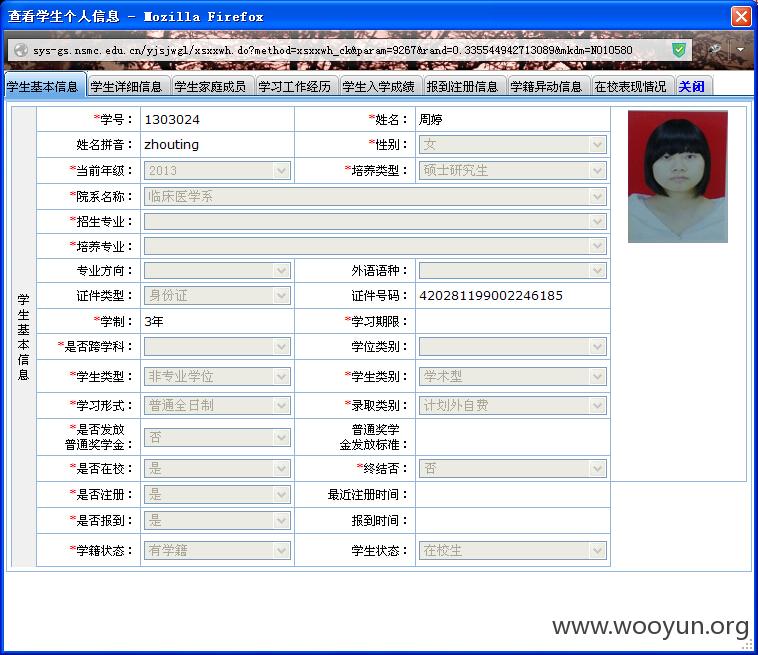 查看学生个人信息 - Mozilla Firefox
sys-gs.nsmc.edu.cn/yjsjwgl/xsxxwh.do?method=xsxxwh_ck&param=9267&rand=0.335544942713089&mkdm=N010580
学生基本信息 学生详细信息 学生家庭成员 学习工作经历 学生入学成绩 报到注册信息 学籍异动信息 在校表现情况 关闭
学生基本信息
*学号： 1303024 *姓名： 周婷
姓名拼音： zhouting *性别： 女
*当前年级： 2013 *培养类型： 硕士研究生
*院系名称： 临床医学系
*招生专业：
*培养专业：
专业方向： 外语语种：
证件类型： 身份证 证件号码： 420281199002246185
*学制： 3年 *学习期限：
*是否跨学科： 学位类别：
*学生类型： 非专业学位 *学生类别： 学术型
*学习形式： 普通全日制 *录取类别： 计划外自费
*是否发放
普通奖学金： 否 普通奖学
金发放标准：
*是否在校： 是 *终结否： 否
*是否注册： 是 最近注册时间：
*是否报到： 是 报到时间：
*学籍状态： 有学籍 学生状态： 在校生
www.wooyun.org